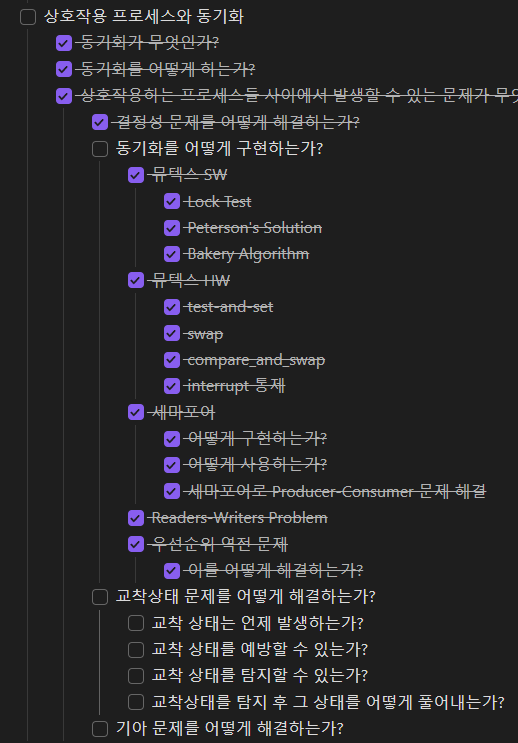 상호작용 프로세스와 동기화
동기화가 무엇인가?
동기화를 어떻게 하는가?
상호작용하는 프로세스들 사이에서 발생할 수 있는 문제가
결정성 문제를 어떻게 해결하는가?
동기화를 어떻게 구현하는가?
뮤텍스 SW
Lock Test
Peterson's Solution
Bakery Algorithm
뮤텍스 HW
test-and-set
swap
compare_and_swap
interrupt 통제
세마포어
어떻게 구현하는가?
어떻게 사용하는가?
세마포어로 Producer-Consumer 문제 해결
Readers-Writers Problem
우선순위 역전 문제
이를 어떻게 해결하는가?
교착상태 문제를 어떻게 해결하는가?
교착 상태는 언제 발생하는가?
교착 상태를 예방할 수 있는가?
교착 상태를 탐지할 수 있는가?
교착상태를 탐지 후 그 상태를 어떻게 풀어내는가?
기아 문제를 어떻게 해결하는가?